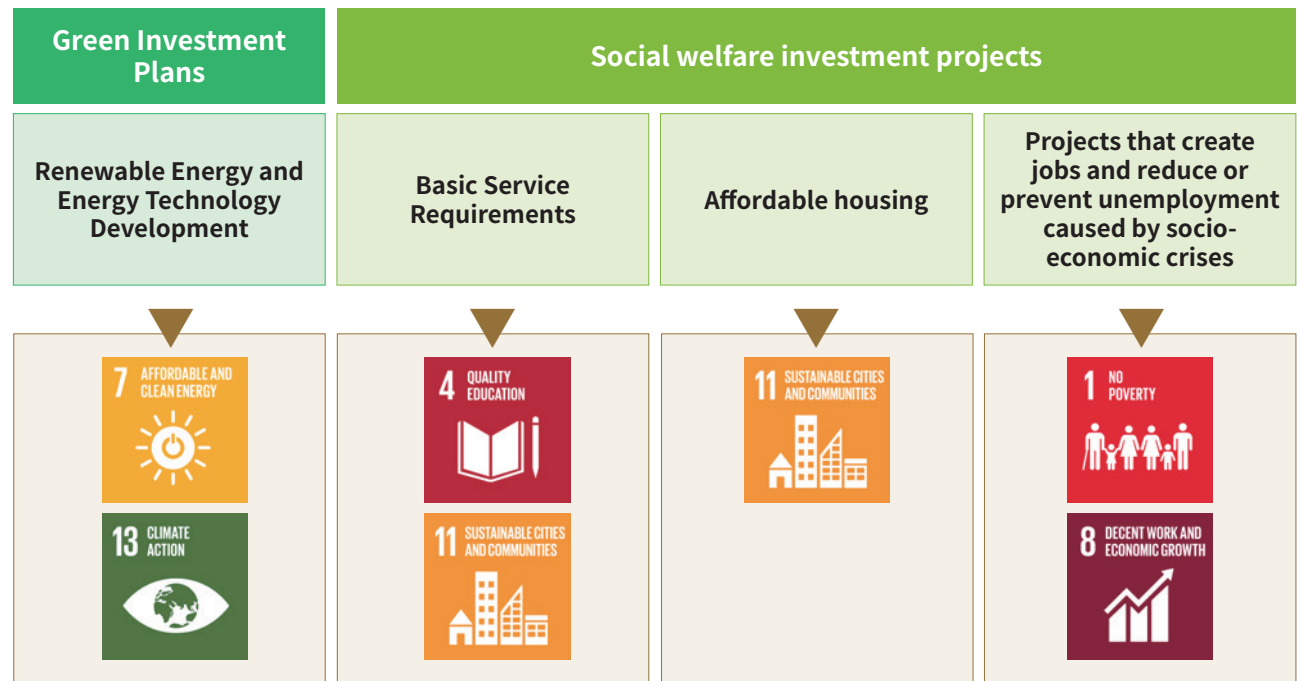 Green Investment
Plans
Social welfare investment projects
Renewable Energy and
Energy Technology
Development
Basic Service
Requirements
Affordable housing
Projects that create
jobs and reduce or
prevent unemployment
caused by socio-
economic crises
7 AFFORDABLE AND
CLEAN ENERGY
13 CLIMATE
ACTION
4 QUALITY
EDUCATION
11 SUSTAINABLE CITIES
AND COMMUNITIES
11 SUSTAINABLE CITIES
AND COMMUNITIES
1 NO
POVERTY
8 DECENT WORK AND
ECONOMIC GROWTH